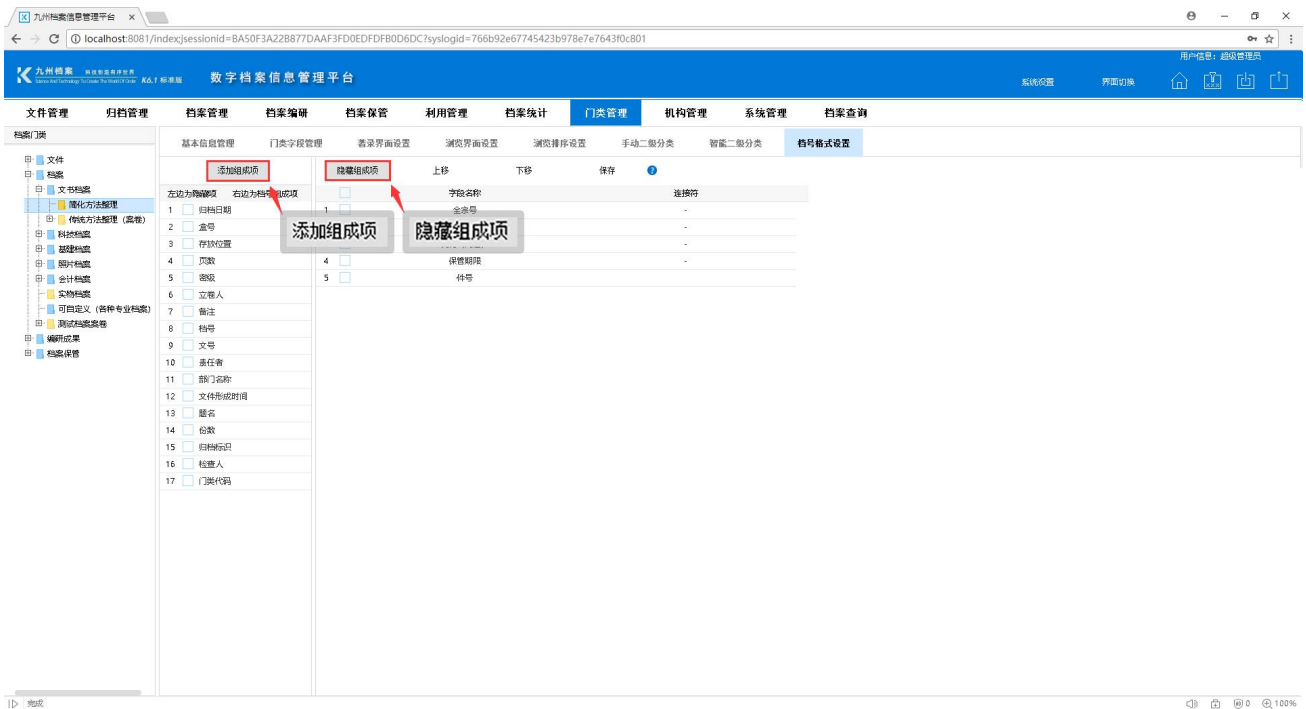 九州档案信息管理平台
localhost:8081/index;jsessionid=BA50F3A22B877DAAF3FD0EDFDFB0D6DC?syslogid=766b92e67745423b978e7e7643f0c801
用户信息：超级管理员
九州档案 科技创造有序世界 K6.1 标准版 数字档案信息管理平台
系统设置 界面切换
文件管理 归档管理 档案管理 档案编研 档案保管 利用管理 档案统计 门类管理 机构管理 系统管理 档案查询
档案门类
基本信息管理 门类字段管理 著录界面设置 浏览界面设置 浏览排序设置 手动二级分类 智能二级分类 档号格式设置
文件
档案
文书档案
简化方法整理
传统方法整理（案卷）
科技档案
基建档案
照片档案
会计档案
实物档案
可自定义（各种专业档案）
测试档案案卷
编研成果
档案保管
添加组成项 隐藏组成项 上移 下移 保存 ?
左边为隐藏项 右边为档号组成项
1 归档日期
2 盒号
3 存放位置
4 页数
5 密级
6 立卷人
7 备注
8 档号
9 文号
10 责任者
11 部门名称
12 文件形成时间
13 题名
14 份数
15 归档标识
16 检查人
17 门类代码
字段名称 连接符
1 全宗号 -
-
-
4 保管期限 -
5 件号
添加组成项
隐藏组成项
完成
0 100%